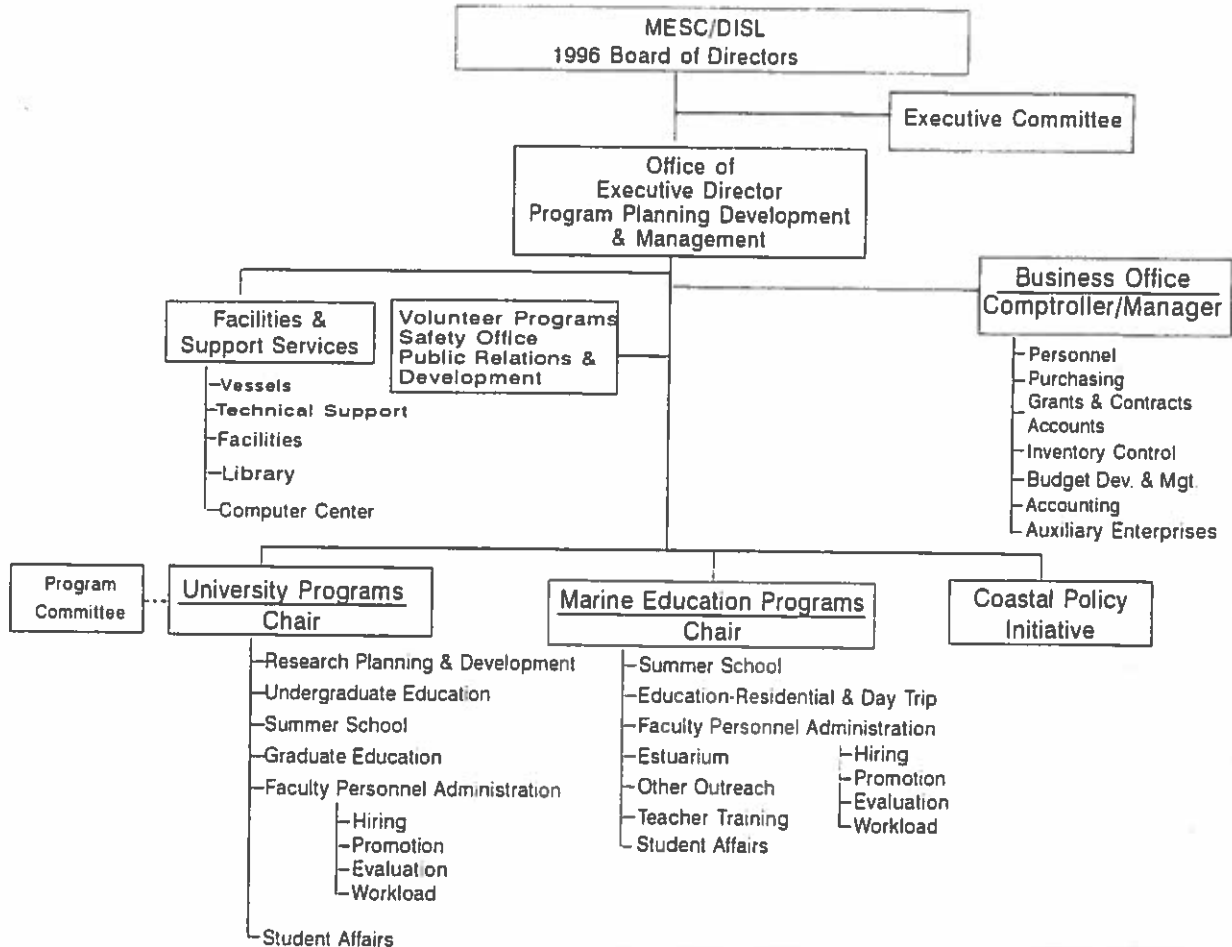 MESC/DISL
1996 Board of Directors
Executive Committee
Office of
Executive Director
Program Planning Development
& Management
Facilities &
Support Services
Vessels
Technical Support
Facilities
Library
Computer Center
Volunteer Programs
Safety Office
Public Relations &
Development
Business Office
Comptroller/Manager
Personnel
Purchasing
Grants & Contracts
Accounts
Inventory Control
Budget Dev. & Mgt.
Accounting
Auxiliary Enterprises
Program
Committee
University Programs
Chair
Research Planning & Development
Undergraduate Education
Summer School
Graduate Education
Faculty Personnel Administration
Hiring
Promotion
Evaluation
Workload
Student Affairs
Marine Education Programs
Chair
Summer School
Education-Residential & Day Trip
Faculty Personnel Administration
Hiring
Promotion
Evaluation
Workload
Estuarium
Other Outreach
Teacher Training
Student Affairs
Coastal Policy
Initiative